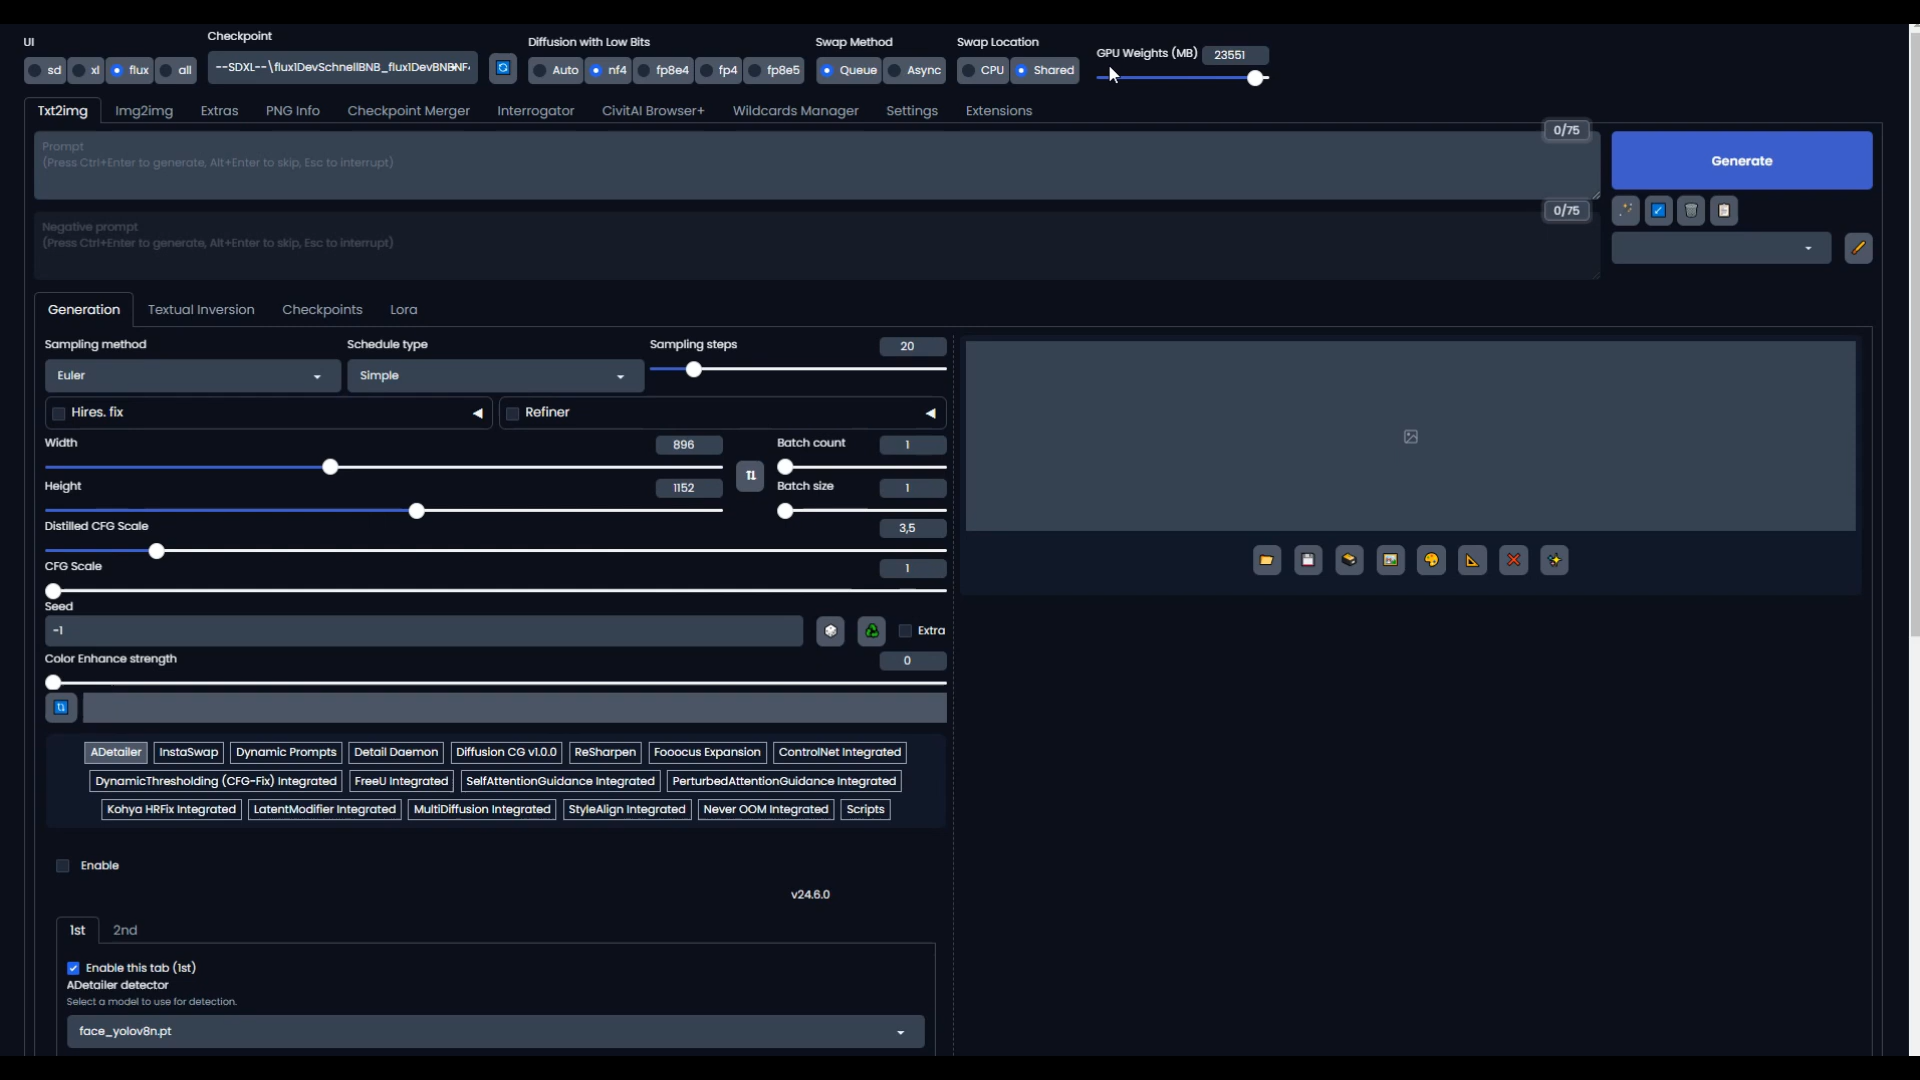 UI
Checkpoint
Diffusion with Low Bits
Swap Method
Swap Location
GPU Weights (MB)
23551
sd
xl
flux
all
Auto
nf4
fp8e4
fp4
fp8e5
Queue
Async
CPU
Shared
Txt2img
Img2img
Extras
PNG Info
Checkpoint Merger
Interrogator
CivitAI Browser+
Wildcards Manager
Settings
Extensions
0/75
Prompt
(Press Ctrl+Enter to generate, Alt+Enter to skip, Esc to interrupt)
Generate
0/75
Negative prompt
(Press Ctrl+Enter to generate, Alt+Enter to skip, Esc to interrupt)
Generation
Textual Inversion
Checkpoints
Lora
Sampling method
Schedule type
Sampling steps
20
Euler
Simple
Hires. fix
Refiner
Width
896
Batch count
1
Height
1152
Batch size
1
Distilled CFG Scale
3,5
CFG Scale
1
Seed
-1
Extra
Color Enhance strength
0
ADetailer
InstaSwap
Dynamic Prompts
Detail Daemon
Diffusion CG v1.0.0
ReSharpen
Fooocus Expansion
ControlNet Integrated
DynamicThresholding (CFG-Fix) Integrated
FreeU Integrated
SelfAttentionGuidance Integrated
PerturbedAttentionGuidance Integrated
Kohya HRFix Integrated
LatentModifier Integrated
MultiDiffusion Integrated
StyleAlign Integrated
Never OOM Integrated
Scripts
Enable
v24.6.0
1st
2nd
Enable this tab (1st)
ADetailer detector
Select a model to use for detection.
face_yolov8n.pt